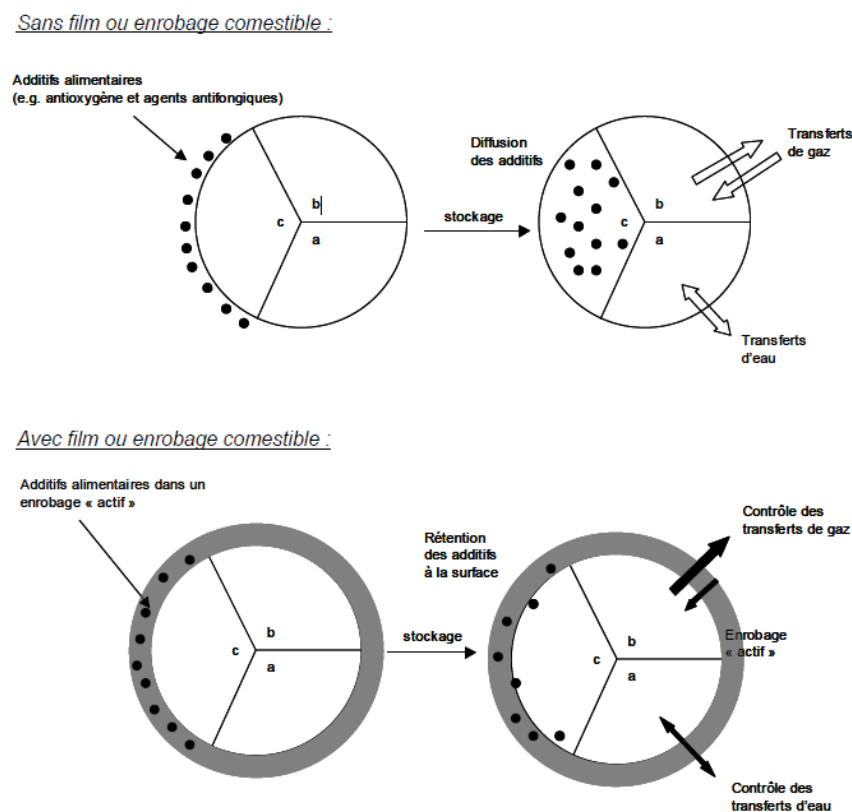 Sans film ou enrobage comestible :
Additifs alimentaires
(e.g. antioxygène et agents antifongiques)
b
c
a
stockage
Diffusion
des additifs
b
c
a
Transferts
de gaz
Transferts
d'eau
Avec film ou enrobage comestible :
Additifs alimentaires dans un
enrobage « actif »
b
c
a
stockage
Rétention
des additifs
à la surface
b
c
a
Contrôle des
transferts de gaz
Enrobage
« actif »
Contrôle des
transferts d'eau